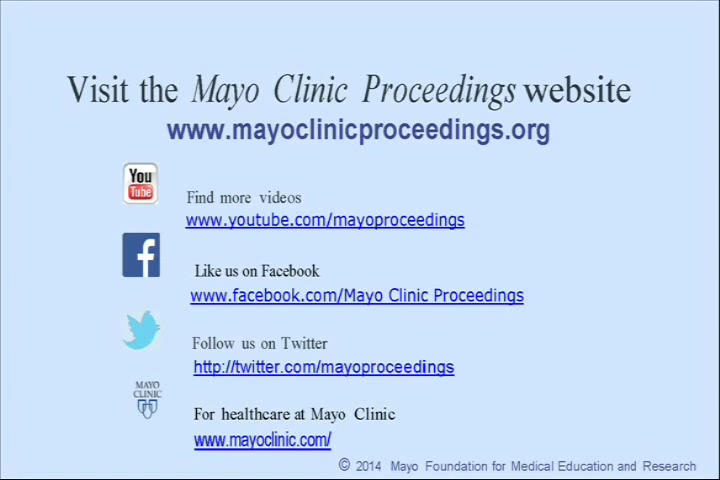 Visit the Mayo Clinic Proceedings website
www.mayoclinicproceedings.org
You
Tube
Find more videos
www.youtube.com/mayoproceedings
f
Like us on Facebook
www.facebook.com/Mayo Clinic Proceedings
Follow us on Twitter
http://twitter.com/mayoproceedings
MAYO
CLINIC
For healthcare at Mayo Clinic
www.mayoclinic.com/
© 2014 Mayo Foundation for Medical Education and Research